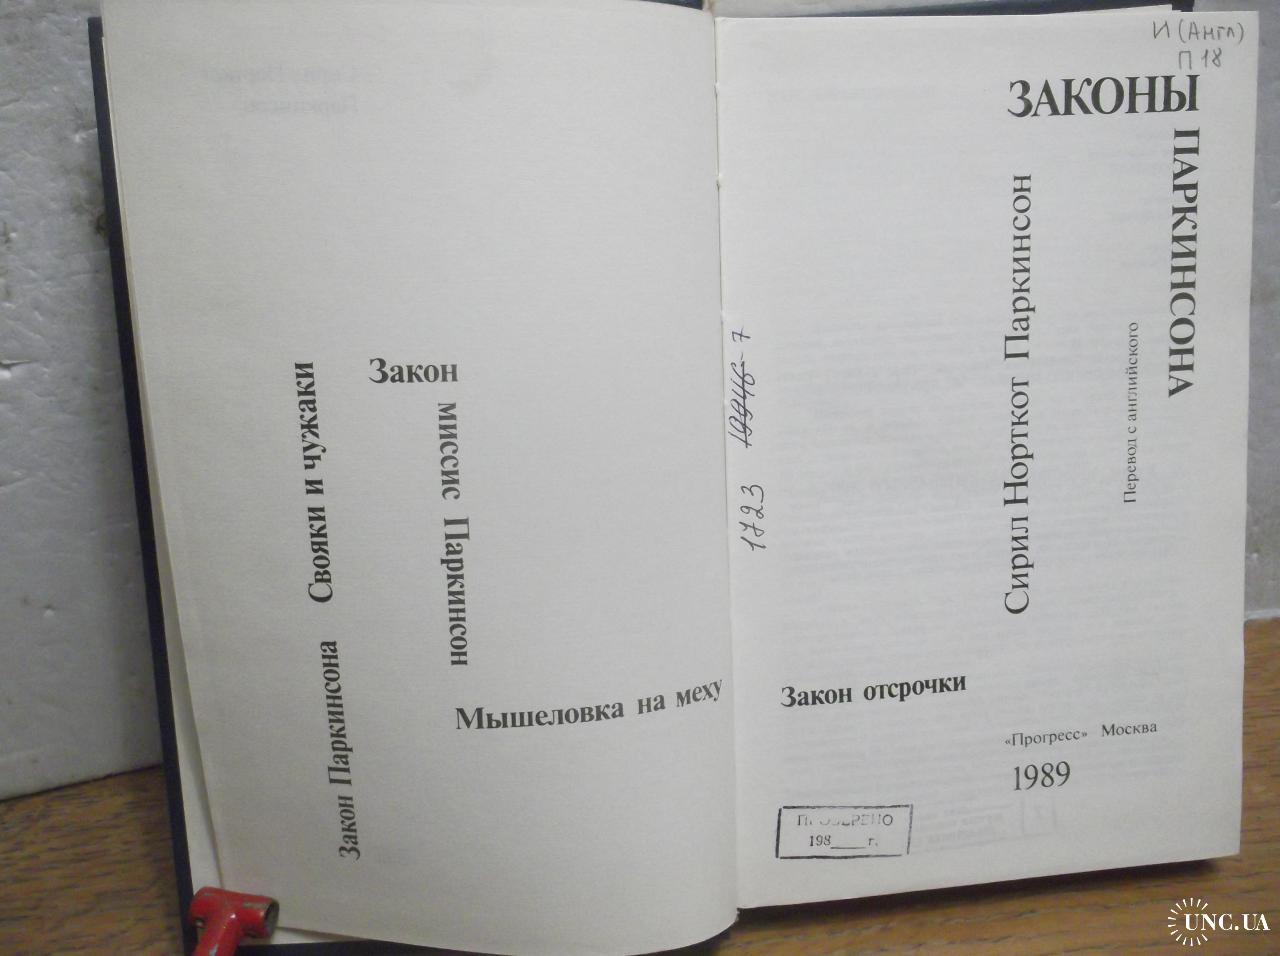 Закон Паркинсона
Свояки и чужаки
Закон
миссис Паркинсон
Мышеловка на меху
И (Англ)
П 18
ЗАКОНЫ
ПАРКИНСОНА
Сирил Норткот Паркинсон
Перевод с английского
1723
7
Закон отсрочки
«Прогресс» Москва
1989
ПРОВЕРЕНО
198____г.
UNC.UA